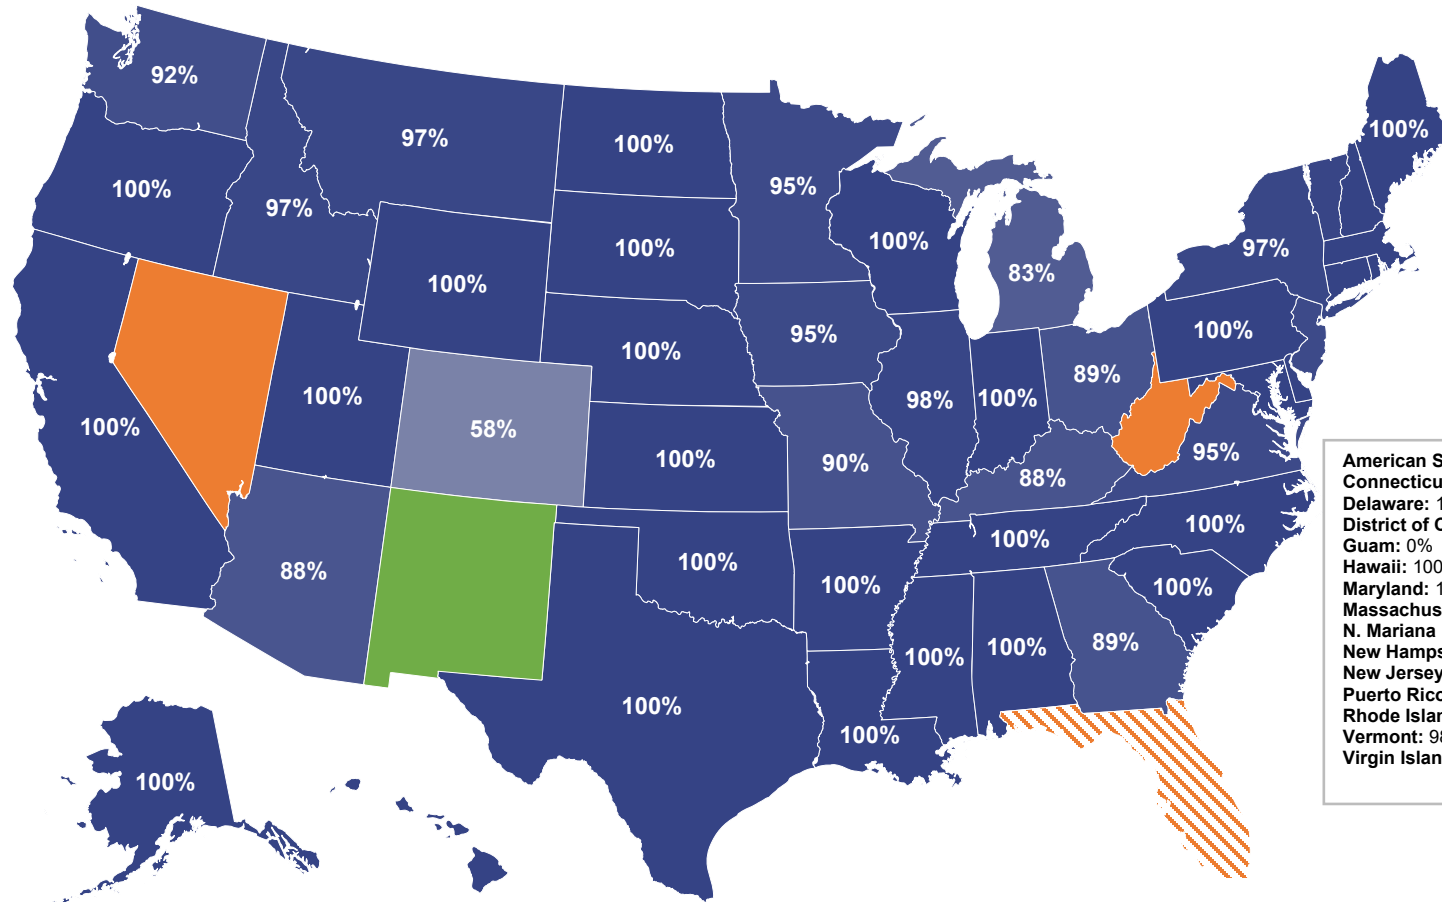 92%
97%
100%
100%
100%
95%
97%
100%
97%
100%
100%
83%
100%
100%
95%
100%
89%
100%
98%
100%
100%
58%
100%
90%
95%
88%
100%
100%
88%
100%
100%
100%
100%
100%
89%
100%
100%
100%
American S
Connecticu
Delaware: 1
District of C
Guam: 0%
Hawaii: 100
Maryland: 1
Massachus
N. Mariana
New Hamps
New Jersey
Puerto Rico
Rhode Islan
Vermont: 98
Virgin Islan
100%